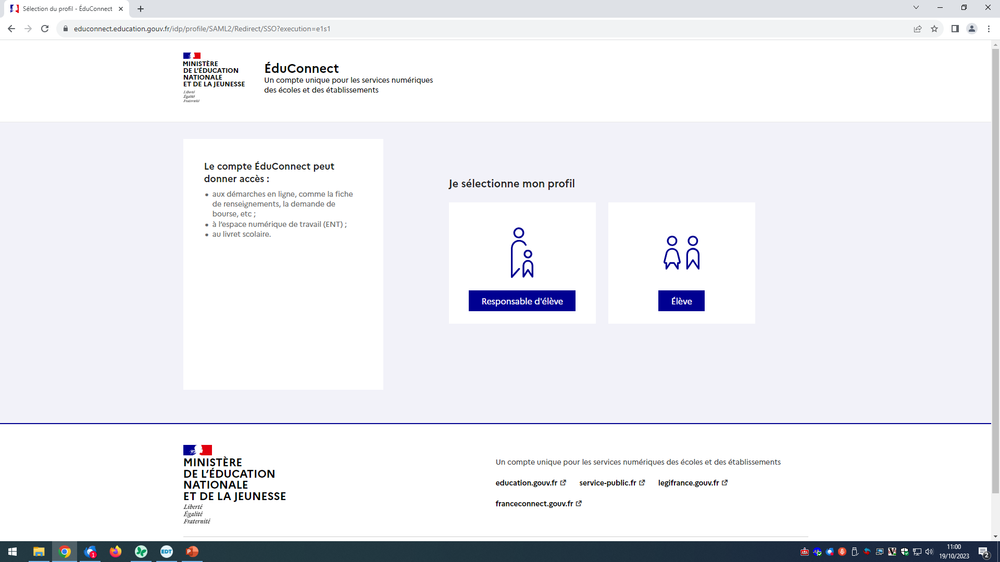 Sélection du profil - ÉduConnect
educonnect.education.gouv.fr/idp/profile/SAML2/Redirect/SSO?execution=e1s1
MINISTÈRE
DE L'ÉDUCATION
NATIONALE
ET DE LA JEUNESSE
Liberté
Égalité
Fraternité
ÉduConnect
Un compte unique pour les services numériques
des écoles et des établissements
Le compte ÉduConnect peut
donner accès :
aux démarches en ligne, comme la fiche
de renseignements, la demande de
bourse, etc ;
à l'espace numérique de travail (ENT) ;
au livret scolaire.
Je sélectionne mon profil
Responsable d'élève
Élève
MINISTÈRE
DE L'ÉDUCATION
NATIONALE
ET DE LA JEUNESSE
Liberté
Égalité
Fraternité
Un compte unique pour les services numériques des écoles et des établissements
education.gouv.fr service-public.fr legifrance.gouv.fr
franceconnect.gouv.fr
1
EDT
P
11:00
19/10/2023
2